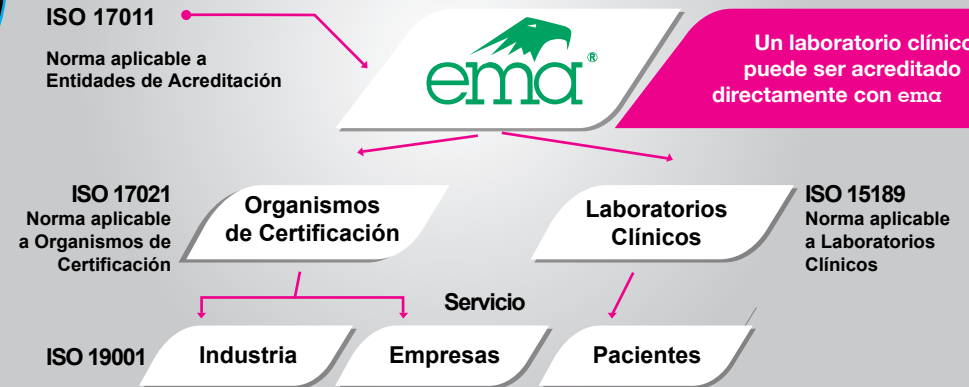 ISO 17011
Norma aplicable a
Entidades de Acreditación
ema®
Un laboratorio clínico
puede ser acreditado
directamente con ema
ISO 17021
Norma aplicable
a Organismos de
Certificación
Organismos
de Certificación
Laboratorios
Clínicos
ISO 15189
Norma aplicable
a Laboratorios
Clínicos
Servicio
ISO 19001
Industria
Empresas
Pacientes